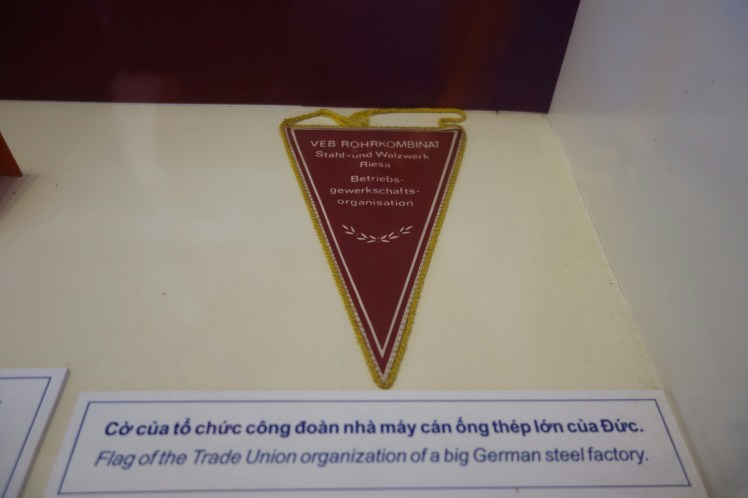 VEB ROHRKOMBINAT
Stahl-und Walzwerk
Riesa
Betriebs-
gewerkschafts-
organisation
Cờ của tổ chức công đoàn nhà máy cán ống thép lớn của Đức.
Flag of the Trade Union organization of a big German steel factory.